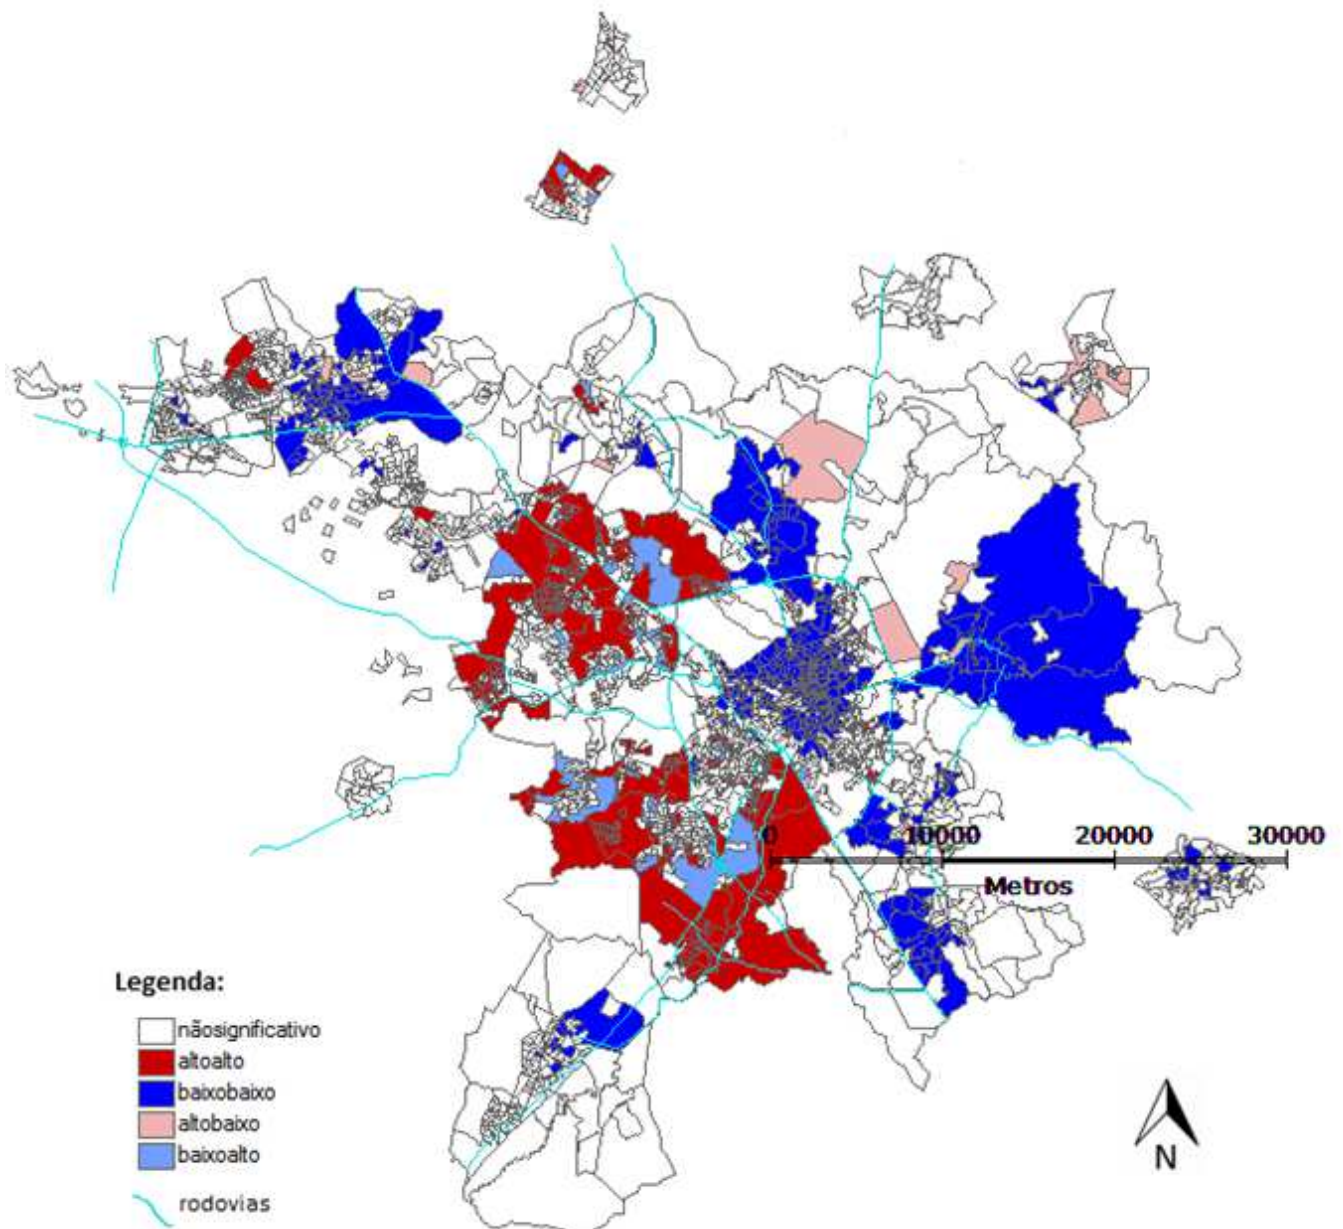 0 10000 20000 30000
Metros
Legenda:
nãosignificativo
altoalto
baixobaixo
altobaixo
baixoalto
rodovias
N